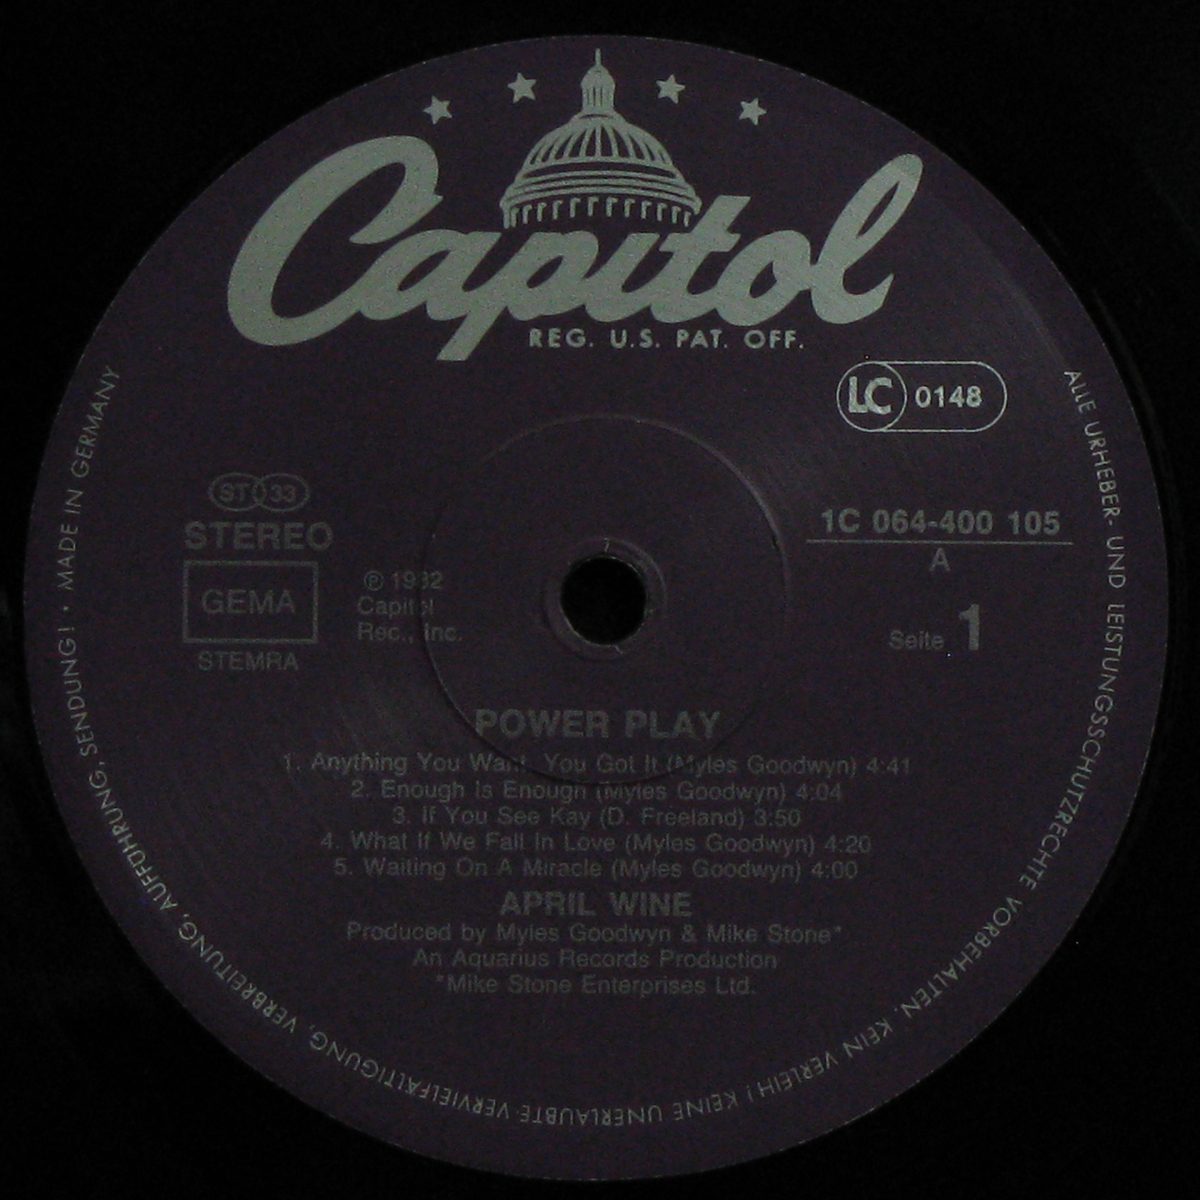 Capitol
REG. U.S. PAT. OFF.
LC 0148
ST 33
STEREO
GEMA
STEMRA
℗ 1982
Capitol
Rec., Inc.
1C 064-400 105
A
Seite 1
POWER PLAY
1. Anything You Want, You Got It (Myles Goodwyn) 4:41
2. Enough Is Enough (Myles Goodwyn) 4:04
3. If You See Kay (D. Freeland) 3:50
4. What If We Fall In Love (Myles Goodwyn) 4:20
5. Waiting On A Miracle (Myles Goodwyn) 4:00
APRIL WINE
Produced by Myles Goodwyn & Mike Stone*
An Aquarius Records Production
*Mike Stone Enterprises Ltd.
ALLE URHEBER- UND LEISTUNGSSCHUTZRECHTE VORBEHALTEN. KEIN VERLEIH! KEINE UNERLAUBTE VERVIELFÄLTIGUNG, VERBREITUNG, AUFFÜHRUNG, SENDUNG! • MADE IN GERMANY